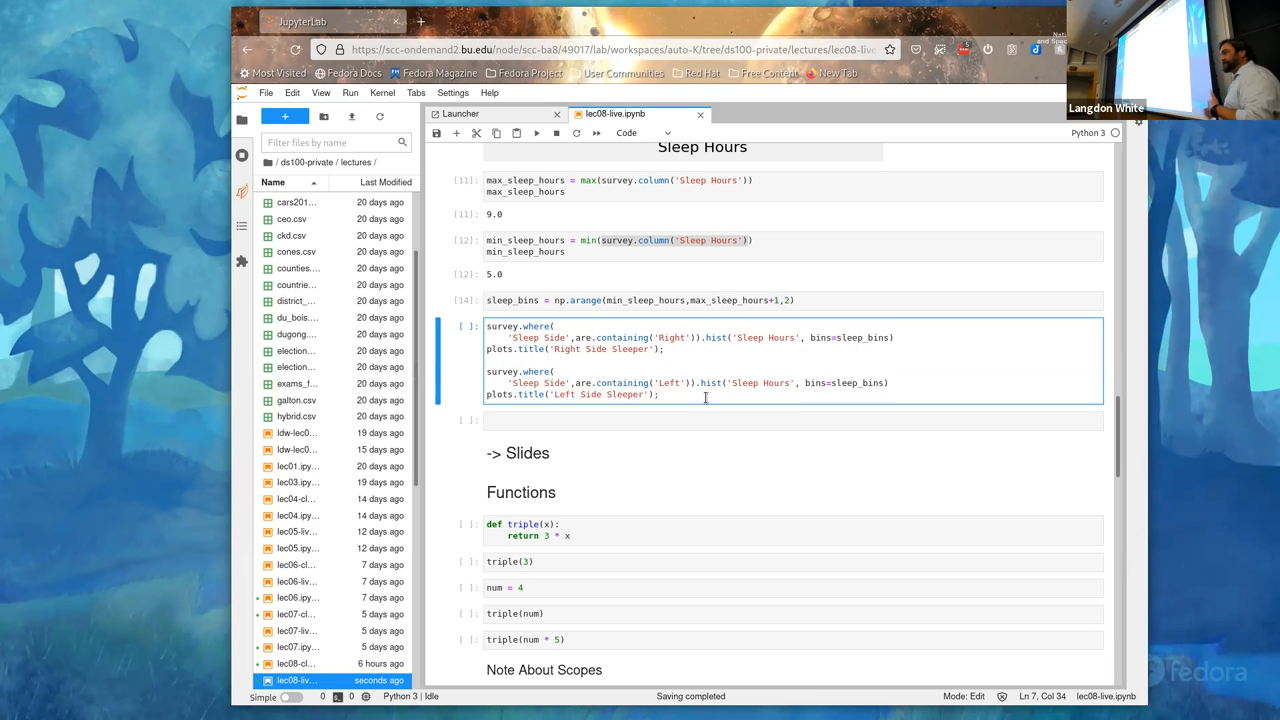 JupyterLab
https://scc-ondemand2.bu.edu/node/scc-ba8/49017/lab/workspaces/auto-K/tree/ds100-private/lectures/lec08-live
Most Visited Fedora Docs Fedora Magazine Fedora Project User Communities Red Hat Free Content New Tab
Langdon White
File Edit View Run Kernel Tabs Settings Help
Launcher
lec08-live.ipynb
Code
Python 3
Filter files by name
/ ds100-private / lectures /
Name Last Modified
cars201... 20 days ago
ceo.csv 20 days ago
ckd.csv 20 days ago
cones.csv 20 days ago
counties.... 20 days ago
countrie... 20 days ago
district_... 20 days ago
du_bois.... 20 days ago
dugong.... 20 days ago
election... 20 days ago
election... 20 days ago
exams_f... 20 days ago
galton.csv 20 days ago
hybrid.csv 20 days ago
ldw-lec0... 19 days ago
ldw-lec0... 15 days ago
lec01.ipy... 20 days ago
lec03.ipy... 19 days ago
lec04-cl... 14 days ago
lec04.ipy... 14 days ago
lec05-liv... 12 days ago
lec05.ipy... 12 days ago
lec06-cl... 7 days ago
lec06-liv... 7 days ago
lec06.ipy... 7 days ago
lec07-cl... 5 days ago
lec07-liv... 5 days ago
lec07.ipy... 5 days ago
lec08-cl... 6 hours ago
lec08-liv... seconds ago
Sleep Hours
[11]: max_sleep_hours = max(survey.column('Sleep Hours'))
max_sleep_hours
[11]: 9.0
[12]: min_sleep_hours = min(survey.column('Sleep Hours'))
min_sleep_hours
[12]: 5.0
[14]: sleep_bins = np.arange(min_sleep_hours,max_sleep_hours+1,2)
[ ]: survey.where(
'Sleep Side',are.containing('Right')).hist('Sleep Hours', bins=sleep_bins)
plots.title('Right Side Sleeper');
survey.where(
'Sleep Side',are.containing('Left')).hist('Sleep Hours', bins=sleep_bins)
plots.title('Left Side Sleeper');
[ ]:
-> Slides
Functions
[ ]: def triple(x):
return 3 * x
[ ]: triple(3)
[ ]: num = 4
[ ]: triple(num)
[ ]: triple(num * 5)
Note About Scopes
Simple 0 0 Python 3 | Idle Saving completed Mode: Edit Ln 7, Col 34 lec08-live.ipynb
fedora